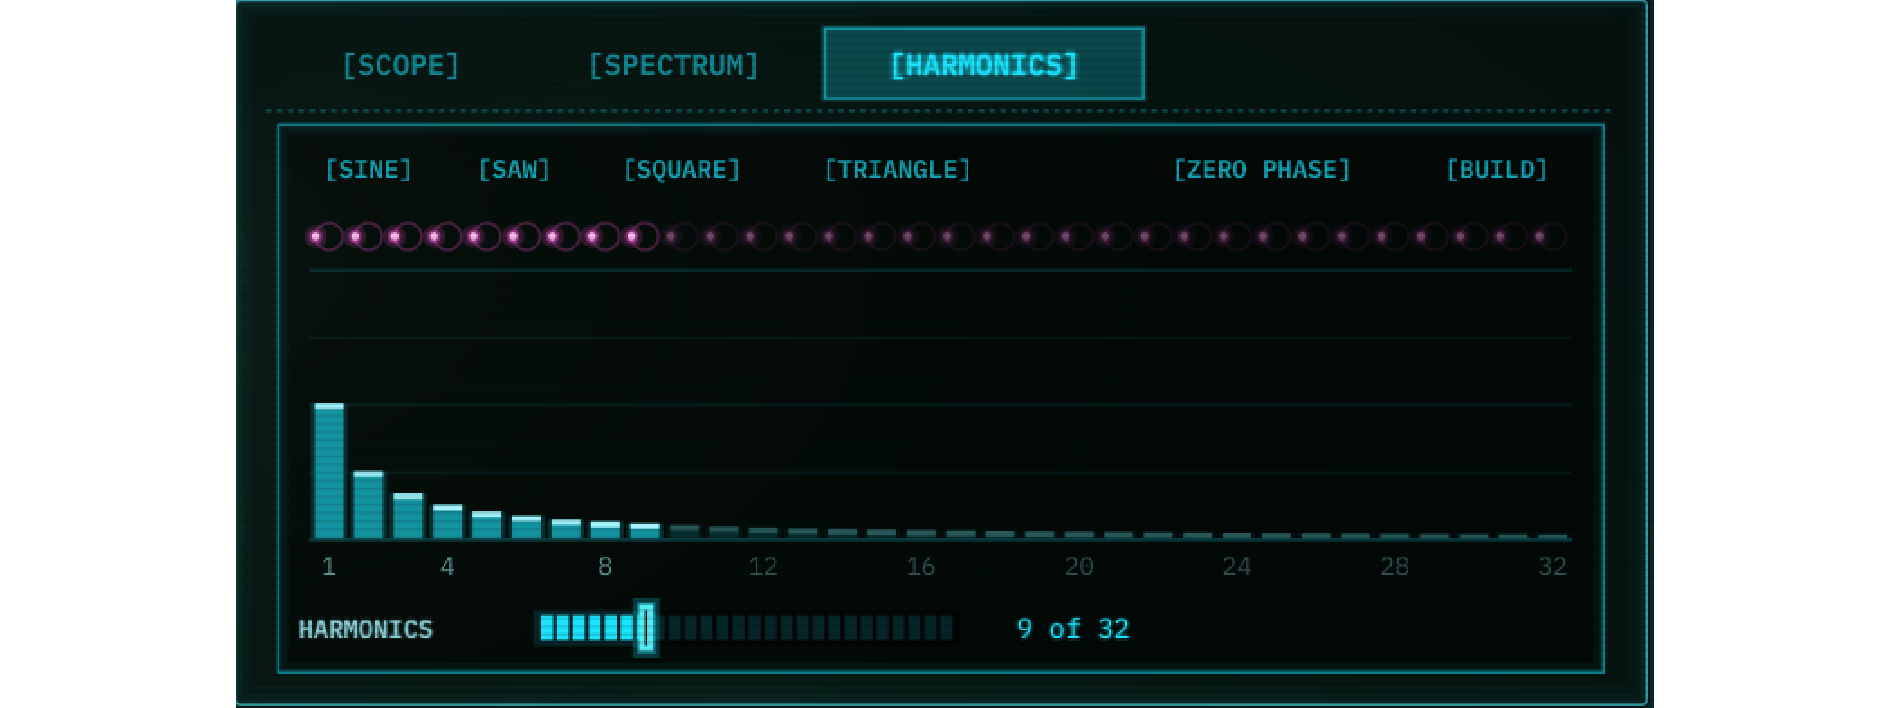 [SCOPE] [SPECTRUM] [HARMONICS]
[SINE] [SAW] [SQUARE] [TRIANGLE] [ZERO PHASE] [BUILD]
1 4 8 12 16 20 24 28 32
HARMONICS 9 of 32